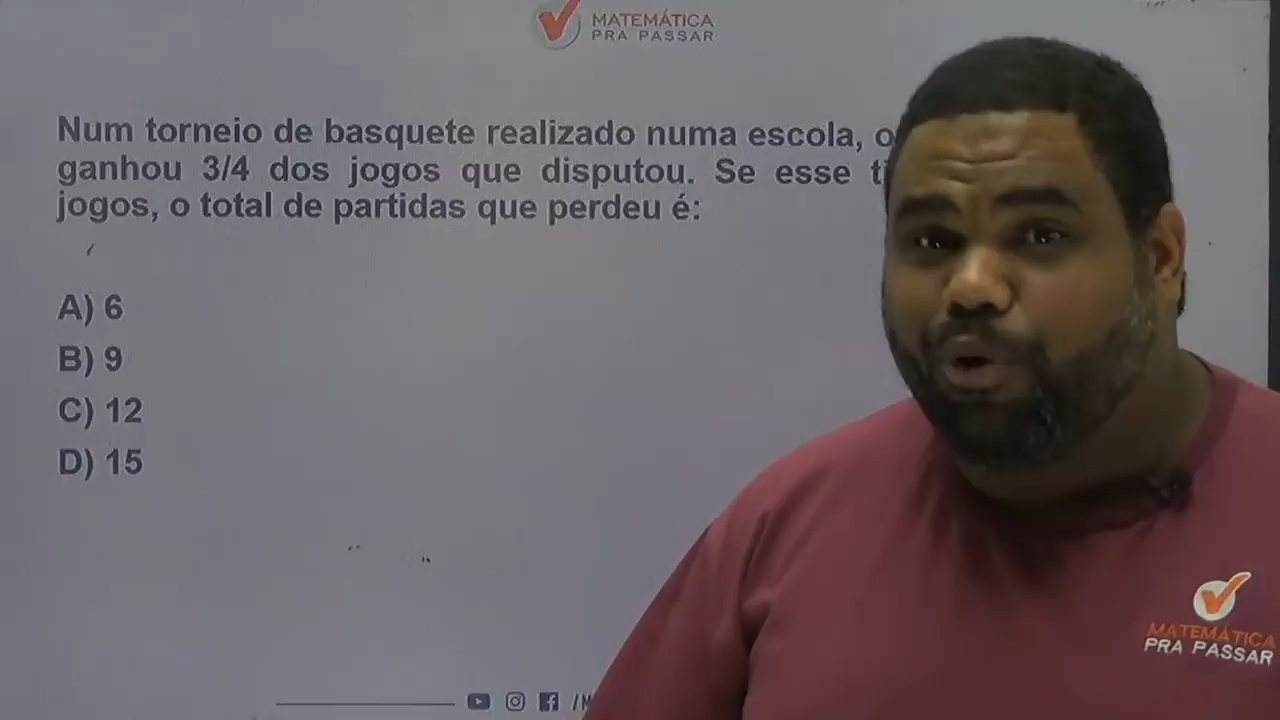 MATEMÁTICA
PRA PASSAR
Num torneio de basquete realizado numa escola, o
ganhou 3/4 dos jogos que disputou. Se esse
jogos, o total de partidas que perdeu é:
A) 6
B) 9
C) 12
D) 15
MATEMÁTICA
PRA PASSAR